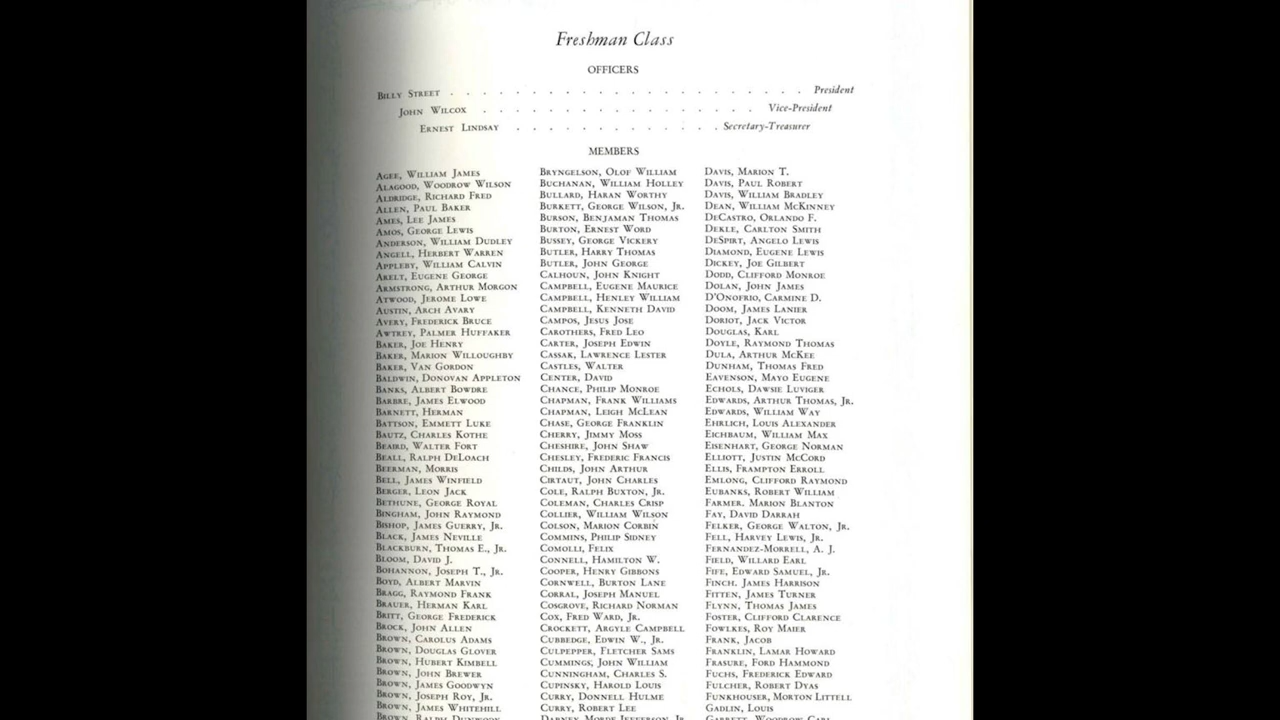 Freshman Class
OFFICERS
BILLY STREET . . . . . . . . . . . . . . President
JOHN WILCOX . . . . . . . . . . . Vice-President
ERNEST LINDSAY . . . . . . . . Secretary-Treasurer
MEMBERS
AGEE, WILLIAM JAMES
ALAGOOD, WOODROW WILSON
ALDRIDGE, RICHARD FRED
ALLEN, PAUL BAKER
AMES, LEE JAMES
AMOS, GEORGE LEWIS
ANDERSON, WILLIAM DUDLEY
ANGELL, HERBERT WARREN
APPLEBY, WILLIAM CALVIN
ARELT, EUGENE GEORGE
ARMSTRONG, ARTHUR MORGON
ATWOOD, JEROME LOWE
AUSTIN, ARCH AVARY
AVERY, FREDERICK BRUCE
AWTREY, PALMER HUFFAKER
BAKER, JOE HENRY
BAKER, MARION WILLOUGHBY
BAKER, VAN GORDON
BALDWIN, DONOVAN APPLETON
BANKS, ALBERT BOWDRE
BARBRE, JAMES ELWOOD
BARNETT, HERMAN
BATTSON, EMMETT LUKE
BAUTZ, CHARLES KOTHE
BEAIRD, WALTER FORT
BEALL, RALPH DELOACH
BEERMAN, MORRIS
BELL, JAMES WINFIELD
BERGER, LEON JACK
BETHUNE, GEORGE ROYAL
BINGHAM, JOHN RAYMOND
BISHOP, JAMES GUERRY, JR.
BLACK, JAMES NEVILLE
BLACKBURN, THOMAS E., JR.
BLOOM, DAVID J.
BOHANNON, JOSEPH T., JR.
BOYD, ALBERT MARVIN
BRAGG, RAYMOND FRANK
BRAUER, HERMAN KARL
BRITT, GEORGE FREDERICK
BROCK, JOHN ALLEN
BROWN, CAROLUS ADAMS
BROWN, DOUGLAS GLOVER
BROWN, HUBERT KIMBELL
BROWN, JOHN BREWER
BROWN, JAMES GOODWYN
BROWN, JOSEPH ROY, JR.
BROWN, JAMES WHITEHILL
BROWN, RALPH
BRYNGELSON, OLOF WILLIAM
BUCHANAN, WILLIAM HOLLEY
BULLARD, HARAN WORTHY
BURKETT, GEORGE WILSON, JR.
BURSON, BENJAMAN THOMAS
BURTON, ERNEST WORD
BUSSEY, GEORGE VICKERY
BUTLER, HARRY THOMAS
BUTLER, JOHN GEORGE
CALHOUN, JOHN KNIGHT
CAMPBELL, EUGENE MAURICE
CAMPBELL, HENLEY WILLIAM
CAMPBELL, KENNETH DAVID
CAMPOS, JESUS JOSE
CAROTHERS, FRED LEO
CARTER, JOSEPH EDWIN
CASSAK, LAWRENCE LESTER
CASTLES, WALTER
CENTER, DAVID
CHANCE, PHILIP MONROE
CHAPMAN, FRANK WILLIAMS
CHAPMAN, LEIGH MCLEAN
CHASE, GEORGE FRANKLIN
CHERRY, JIMMY MOSS
CHESHIRE, JOHN SHAW
CHESLEY, FREDERIC FRANCIS
CHILDS, JOHN ARTHUR
CIRTAUT, JOHN CHARLES
COLE, RALPH BUXTON, JR.
COLEMAN, CHARLES CRISP
COLLIER, WILLIAM WILSON
COLSON, MARION CORBIN
COMMINS, PHILIP SIDNEY
COMOLLI, FELIX
CONNELL, HAMILTON W.
COOPER, HENRY GIBBONS
CORNWELL, BURTON LANE
CORRAL, JOSEPH MANUEL
COSGROVE, RICHARD NORMAN
COX, FRED WARD, JR.
CROCKETT, ARGYLE CAMPBELL
CUBBEDGE, EDWIN W., JR.
CULPEPPER, FLETCHER SAMS
CUMMINGS, JOHN WILLIAM
CUNNINGHAM, CHARLES S.
CUPINSKY, HAROLD LOUIS
CURRY, DONNELL HULME
CURRY, ROBERT LEE
DAVIS, MARION T.
DAVIS, PAUL ROBERT
DAVIS, WILLIAM BRADLEY
DEAN, WILLIAM MCKINNEY
DECASTRO, ORLANDO F.
DEKLE, CARLTON SMITH
DESPIRT, ANGELO LEWIS
DIAMOND, EUGENE LEWIS
DICKEY, JOE GILBERT
DODD, CLIFFORD MONROE
DOLAN, JOHN JAMES
D'ONOFRIO, CARMINE D.
DOOM, JAMES LANIER
DORIOT, JACK VICTOR
DOUGLAS, KARL
DOYLE, RAYMOND THOMAS
DULA, ARTHUR MCKEE
DUNHAM, THOMAS FRED
EAVENSON, MAYO EUGENE
ECHOLS, DAWSIE LUVIGER
EDWARDS, ARTHUR THOMAS, JR.
EDWARDS, WILLIAM WAY
EHRLICH, LOUIS ALEXANDER
EICHBAUM, WILLIAM MAX
EISENHART, GEORGE NORMAN
ELLIOTT, JUSTIN MCCORD
ELLIS, FRAMPTON ERROLL
EMLONG, CLIFFORD RAYMOND
EUBANKS, ROBERT WILLIAM
FARMER. MARION BLANTON
FAY, DAVID DARRAH
FELKER, GEORGE WALTON, JR.
FELL, HARVEY LEWIS, JR.
FERNANDEZ-MORRELL, A. J.
FIELD, WILLARD EARL
FIFE, EDWARD SAMUEL, JR.
FINCH. JAMES HARRISON
FITTEN, JAMES TURNER
FLYNN, THOMAS JAMES
FOSTER, CLIFFORD CLARENCE
FOWLKES, ROY MAIER
FRANK, JACOB
FRANKLIN, LAMAR HOWARD
FRASURE, FORD HAMMOND
FUCHS, FREDERICK EDWARD
FULCHER, ROBERT DYAS
FUNKHOUSER, MORTON LITTELL
GADLIN, LOUIS